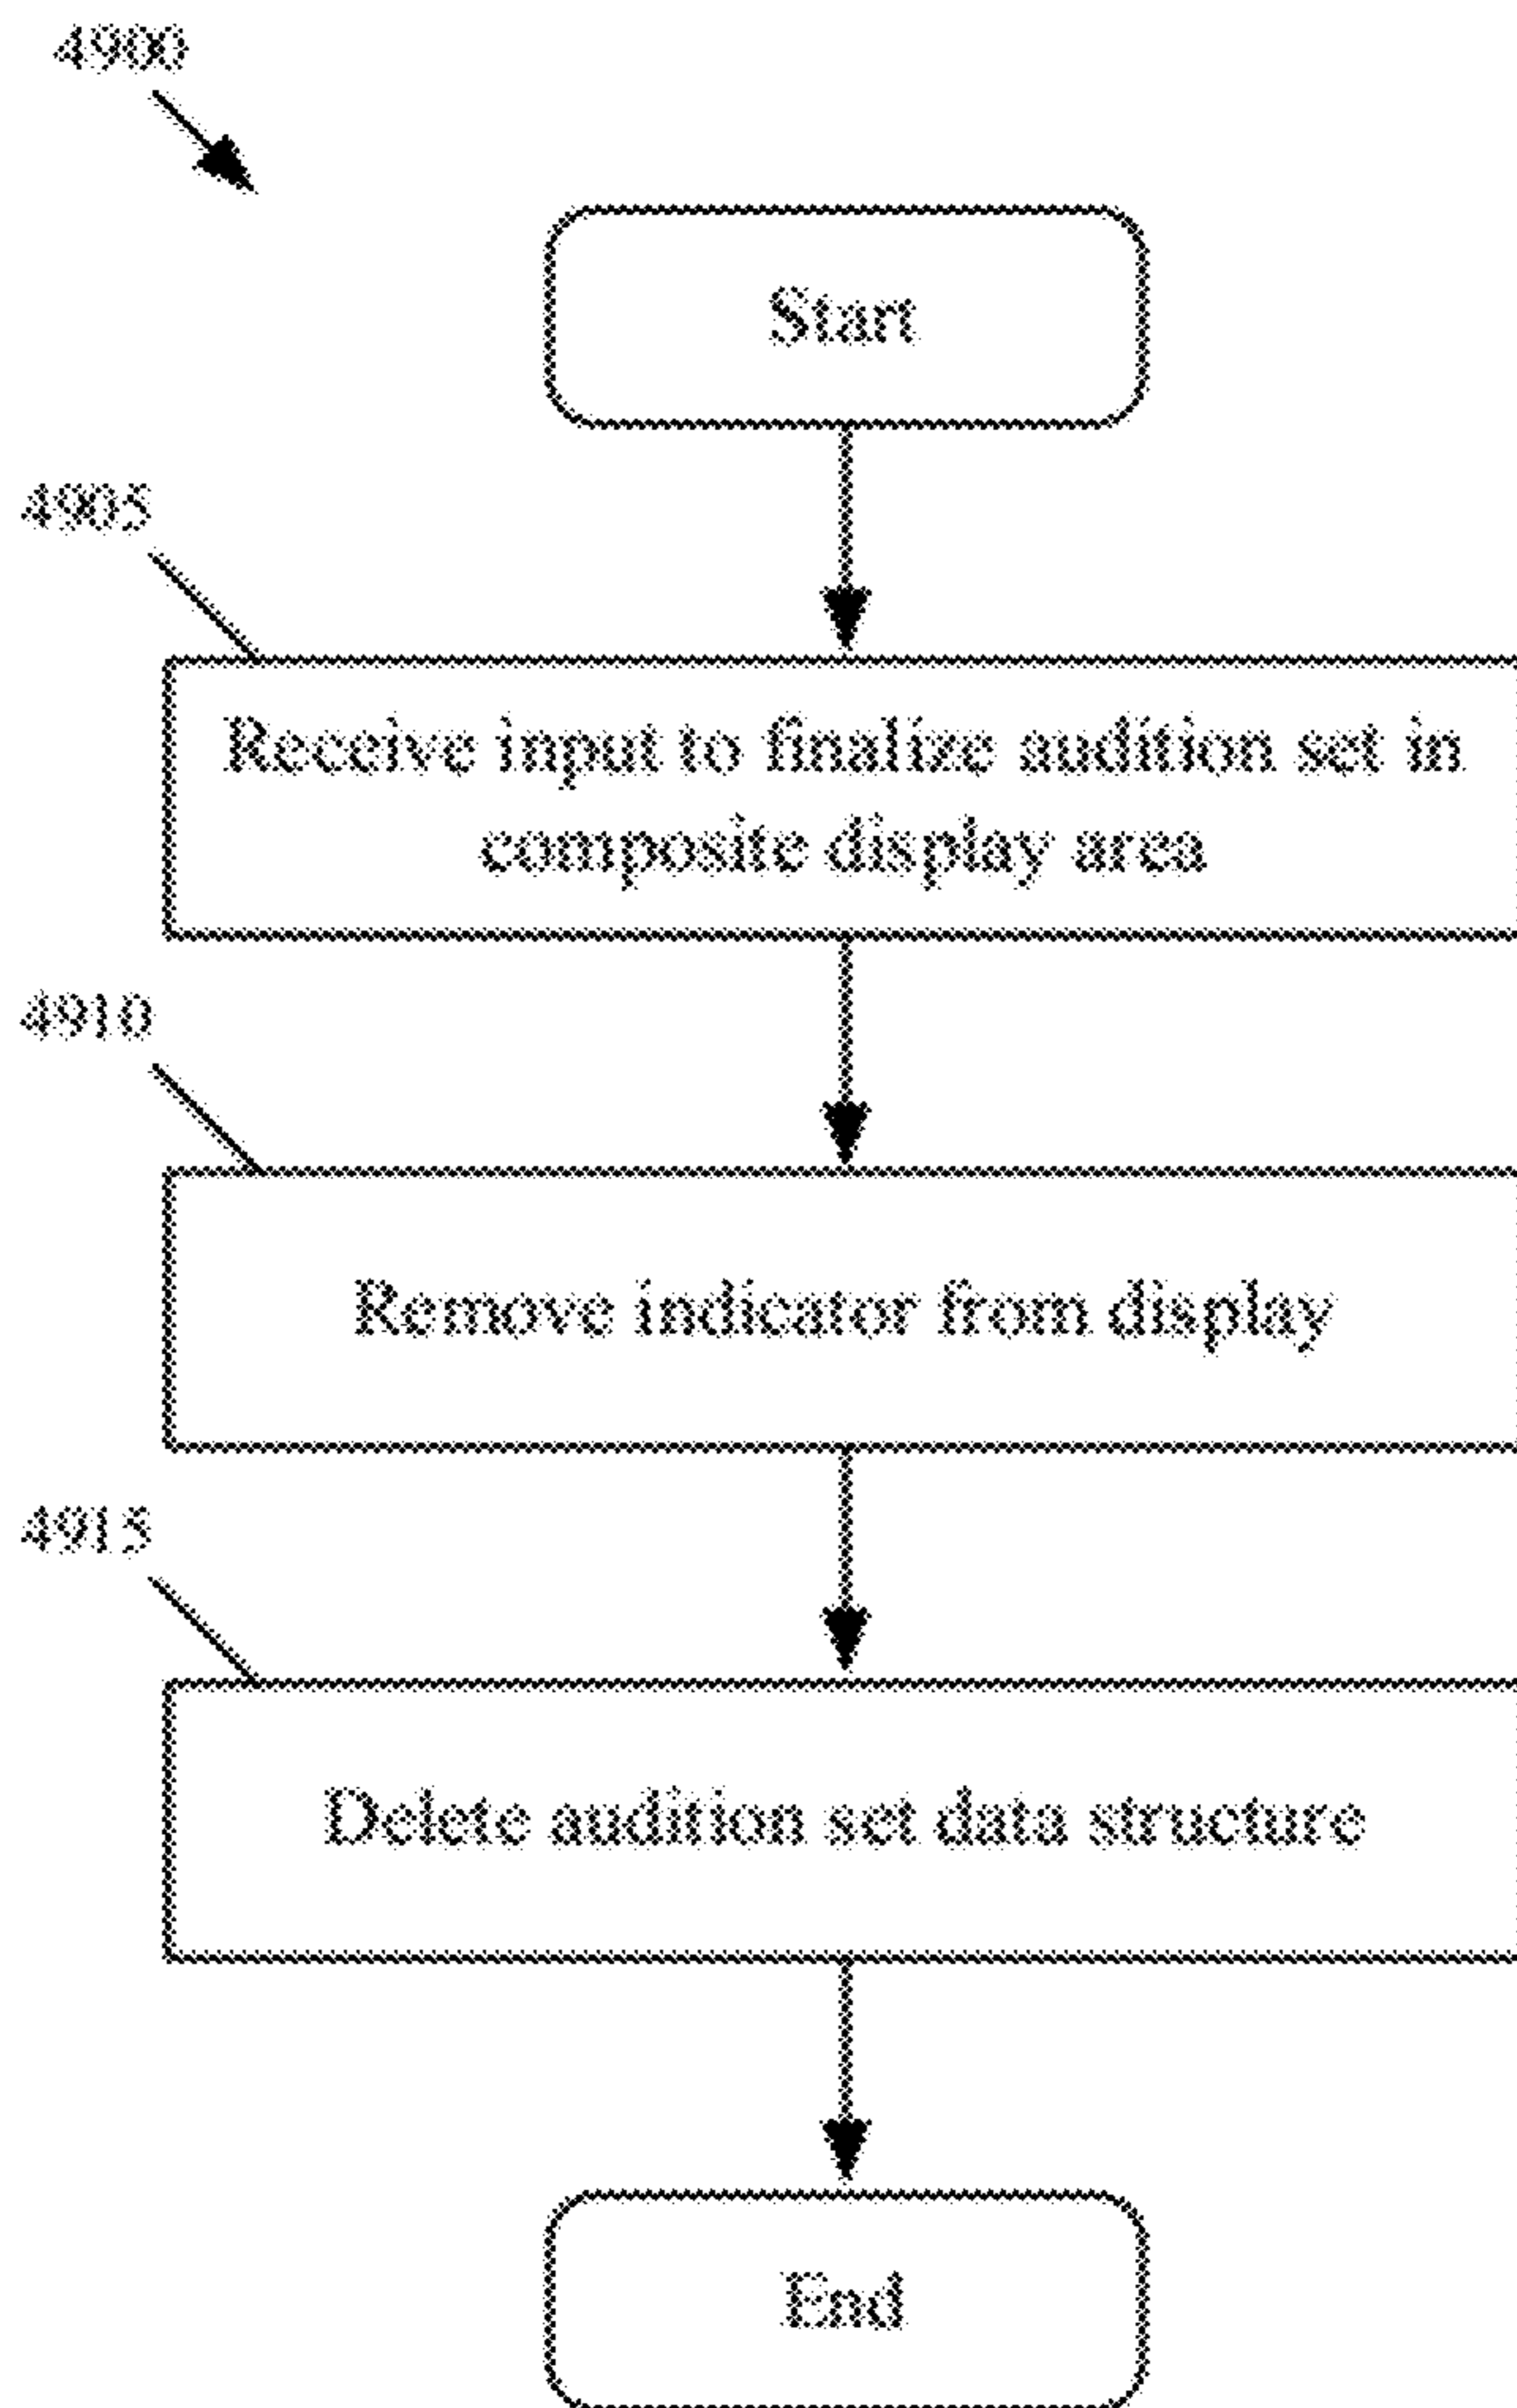 4900
Start
4905
Receive input to finalize audition set in
composite display area
4910
Remove indicator from display
4915
Delete audition set data structure
End